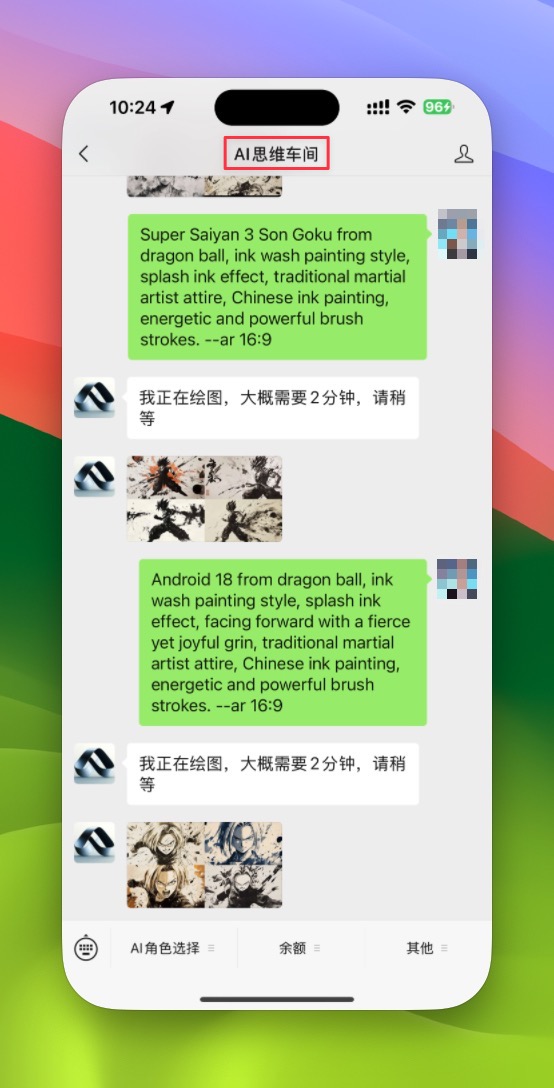 10:24
96
AI思维车间
Super Saiyan 3 Son Goku from
dragon ball, ink wash painting style,
splash ink effect, traditional martial
artist attire, Chinese ink painting,
energetic and powerful brush
strokes. --ar 16:9
我正在绘图，大概需要2分钟，请稍
等
Android 18 from dragon ball, ink
wash painting style, splash ink
effect, facing forward with a fierce
yet joyful grin, traditional martial
artist attire, Chinese ink painting,
energetic and powerful brush
strokes. --ar 16:9
我正在绘图，大概需要2分钟，请稍
等
AI角色选择
余额
其他